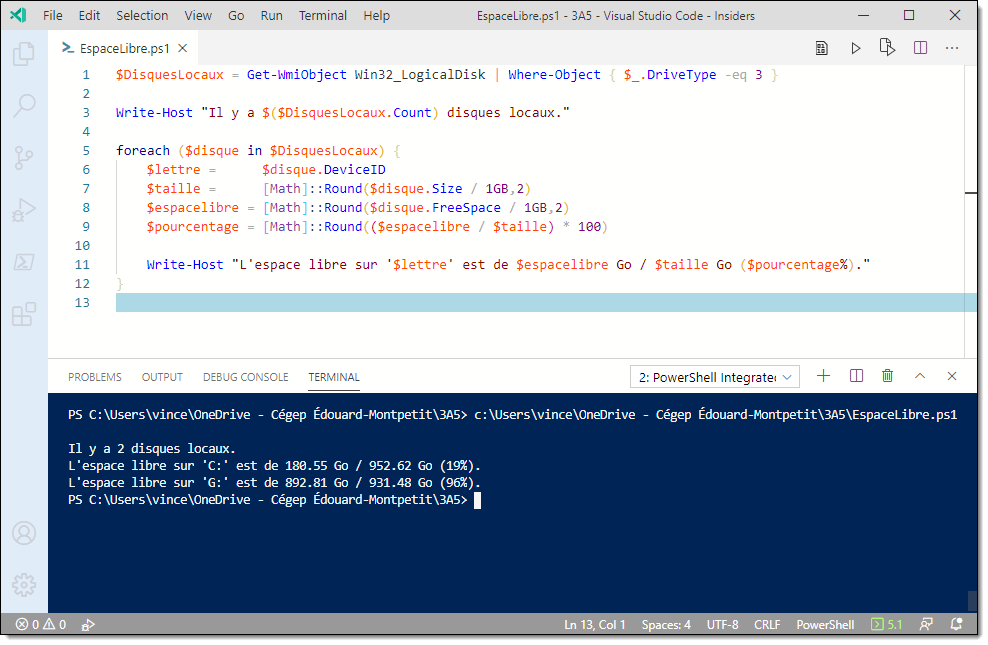 File Edit Selection View Go Run Terminal Help EspaceLibre.ps1 - 3A5 - Visual Studio Code - Insiders
EspaceLibre.ps1
1 $DisquesLocaux = Get-WmiObject Win32_LogicalDisk | Where-Object { $_.DriveType -eq 3 }
2
3 Write-Host "Il y a $($DisquesLocaux.Count) disques locaux."
4
5 foreach ($disque in $DisquesLocaux) {
6     $lettre =      $disque.DeviceID
7     $taille =      [Math]::Round($disque.Size / 1GB,2)
8     $espacelibre = [Math]::Round($disque.FreeSpace / 1GB,2)
9     $pourcentage = [Math]::Round(($espacelibre / $taille) * 100)
10
11     Write-Host "L'espace libre sur '$lettre' est de $espacelibre Go / $taille Go ($pourcentage%)."
12 }
13
PROBLEMS OUTPUT DEBUG CONSOLE TERMINAL 2: PowerShell Integrated
PS C:\Users\vince\OneDrive - Cégep Édouard-Montpetit\3A5> c:\Users\vince\OneDrive - Cégep Édouard-Montpetit\3A5\EspaceLibre.ps1
Il y a 2 disques locaux.
L'espace libre sur 'C:' est de 180.55 Go / 952.62 Go (19%).
L'espace libre sur 'G:' est de 892.81 Go / 931.48 Go (96%).
PS C:\Users\vince\OneDrive - Cégep Édouard-Montpetit\3A5>
0 0 Ln 13, Col 1 Spaces: 4 UTF-8 CRLF PowerShell 5.1